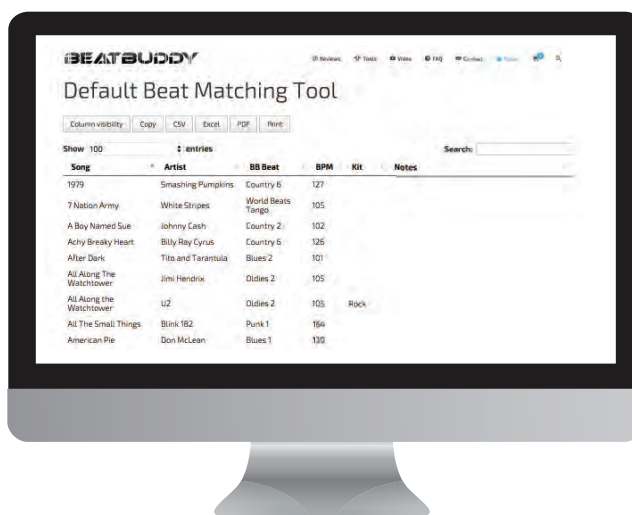 BEATBUDDY
Reviews Tools Video FAQ Contact
Default Beat Matching Tool
Column visibility Copy CSV Excel PDF Print
Show 100 entries Search:
Song Artist BB Beat BPM Kit Notes
1979 Smashing Pumpkins Country 6 127
7 Nation Army White Stripes World Beats Tango 105
A Boy Named Sue Johnny Cash Country 2 102
Achy Breaky Heart Billy Ray Cyrus Country 6 126
After Dark Tito and Tarantula Blues 2 101
All Along The Watchtower Jimi Hendrix Oldies 2 105
All Along the Watchtower U2 Oldies 2 105 Rock
All The Small Things Blink 182 Punk 1 164
American Pie Don McLean Blues 1 130